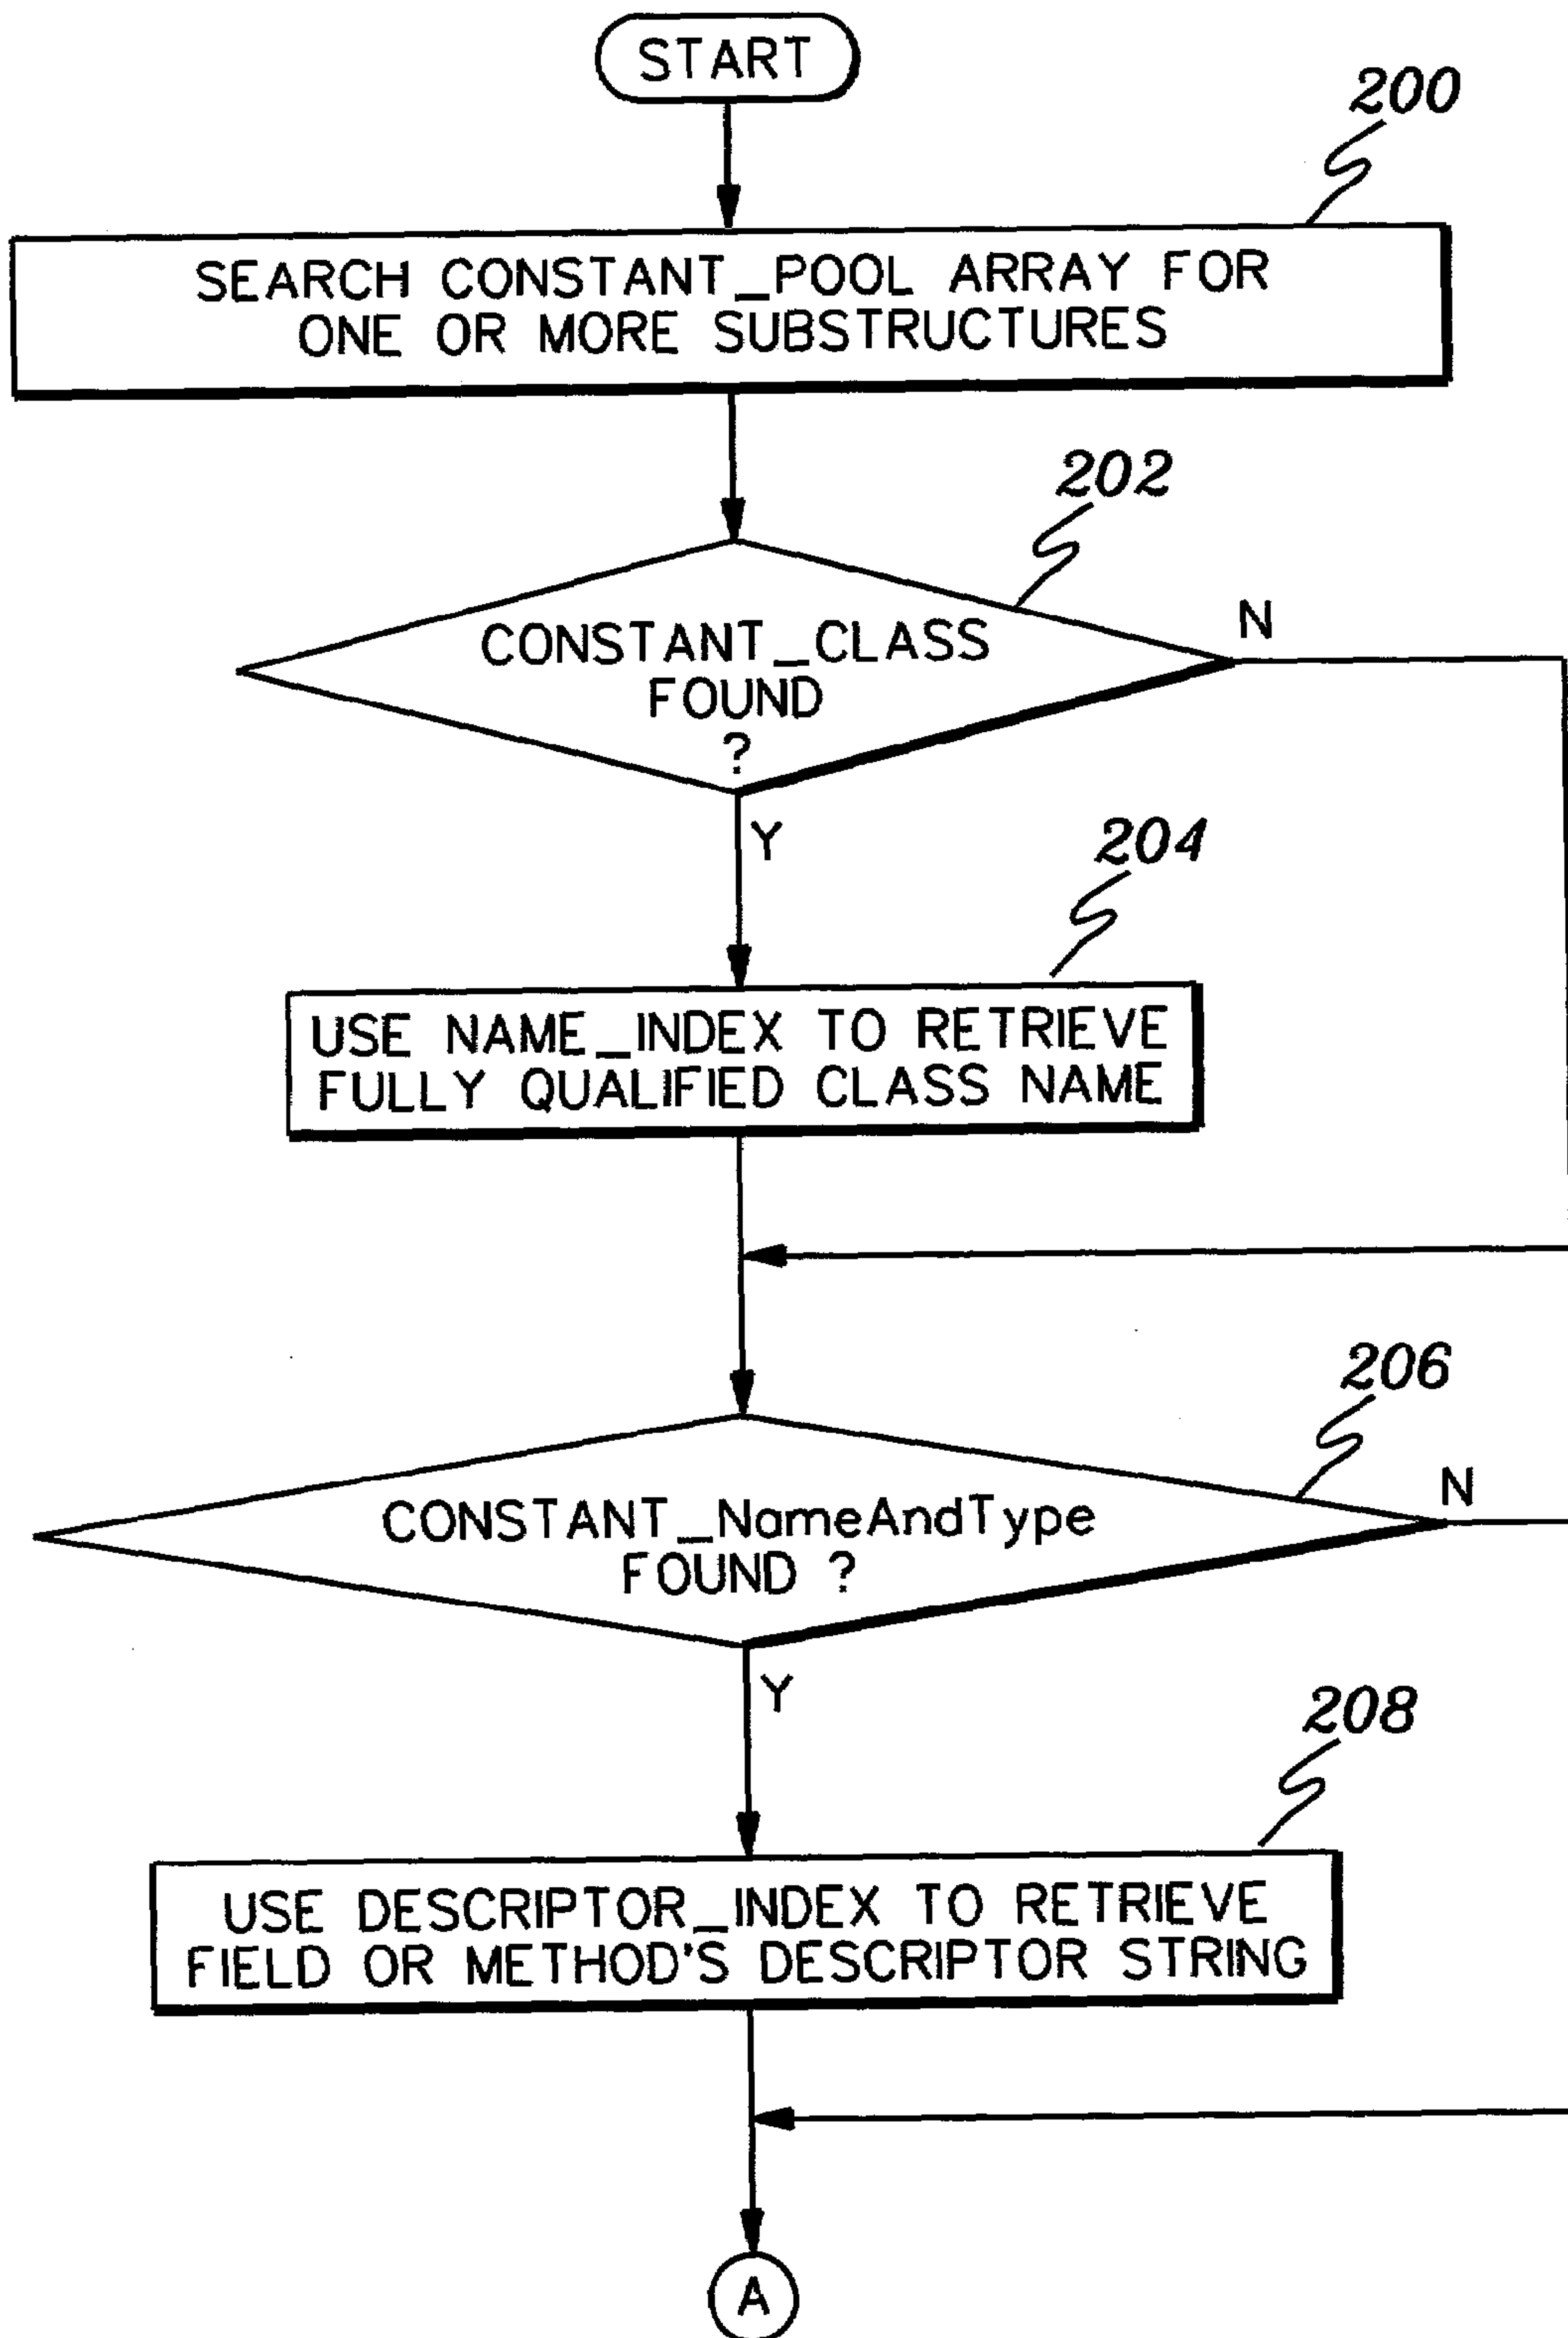 START
200
SEARCH CONSTANT_POOL ARRAY FOR
ONE OR MORE SUBSTRUCTURES
202
CONSTANT_CLASS
FOUND
?
N
Y
204
USE NAME_INDEX TO RETRIEVE
FULLY QUALIFIED CLASS NAME
206
CONSTANT_NameAndType
FOUND ?
N
Y
208
USE DESCRIPTOR_INDEX TO RETRIEVE
FIELD OR METHOD'S DESCRIPTOR STRING
A